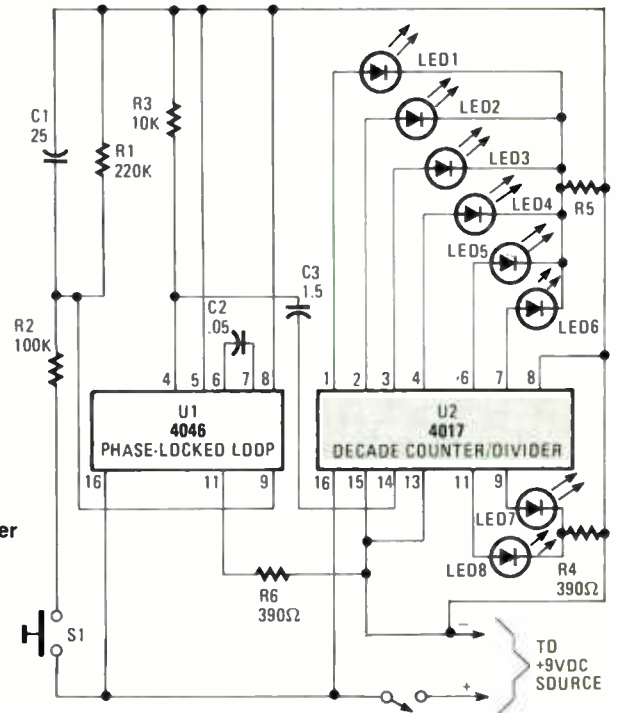 LED1
C1
25
R3
10K
LED2
R1
220K
LED3
LED4
R5
LED5
C3
1.5
C2
.05
LED6
R2
100K
4 5 6 7 8
1 2 3 4 6 7 8
U1
4046
PHASE-LOCKED LOOP
U2
4017
DECADE COUNTER/DIVIDER
16 11 9
16 15 14 13 11 9
LED7
er
LED8
R4
390Ω
R6
390Ω
S1
−
TO
+9VDC
SOURCE
+